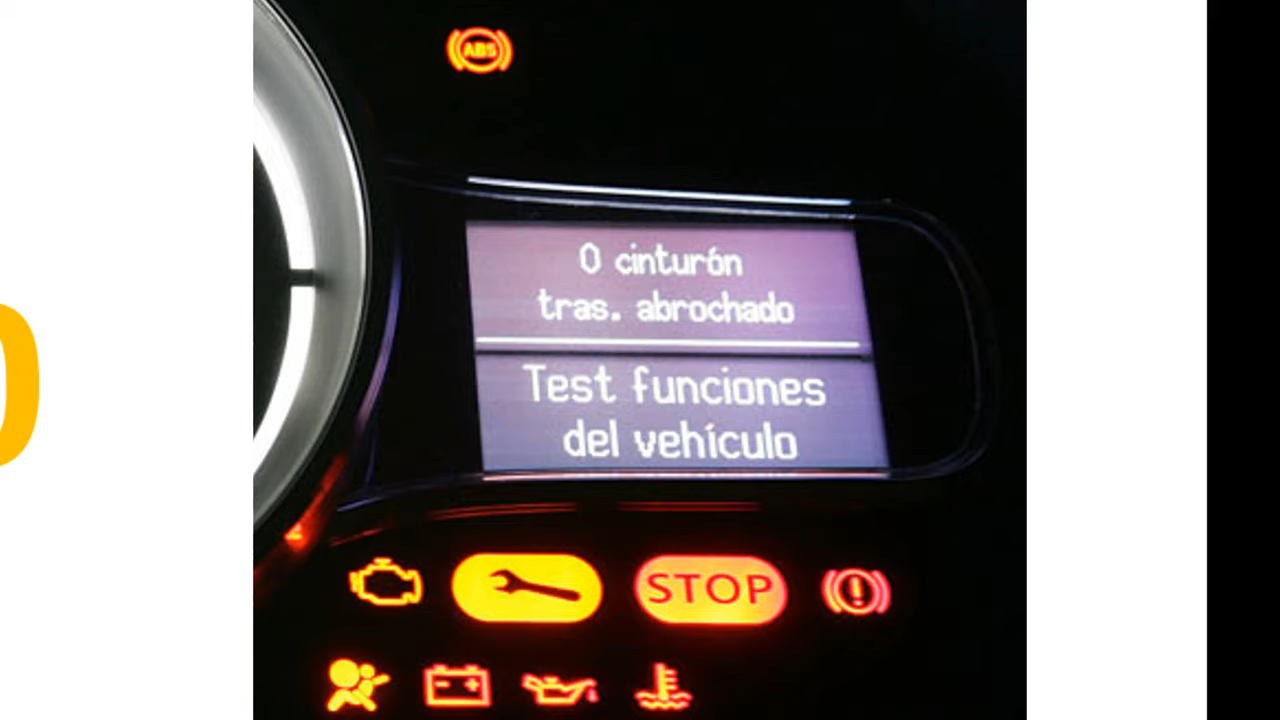 ABS
0 cinturón
tras. abrochado
Test funciones
del vehículo
STOP